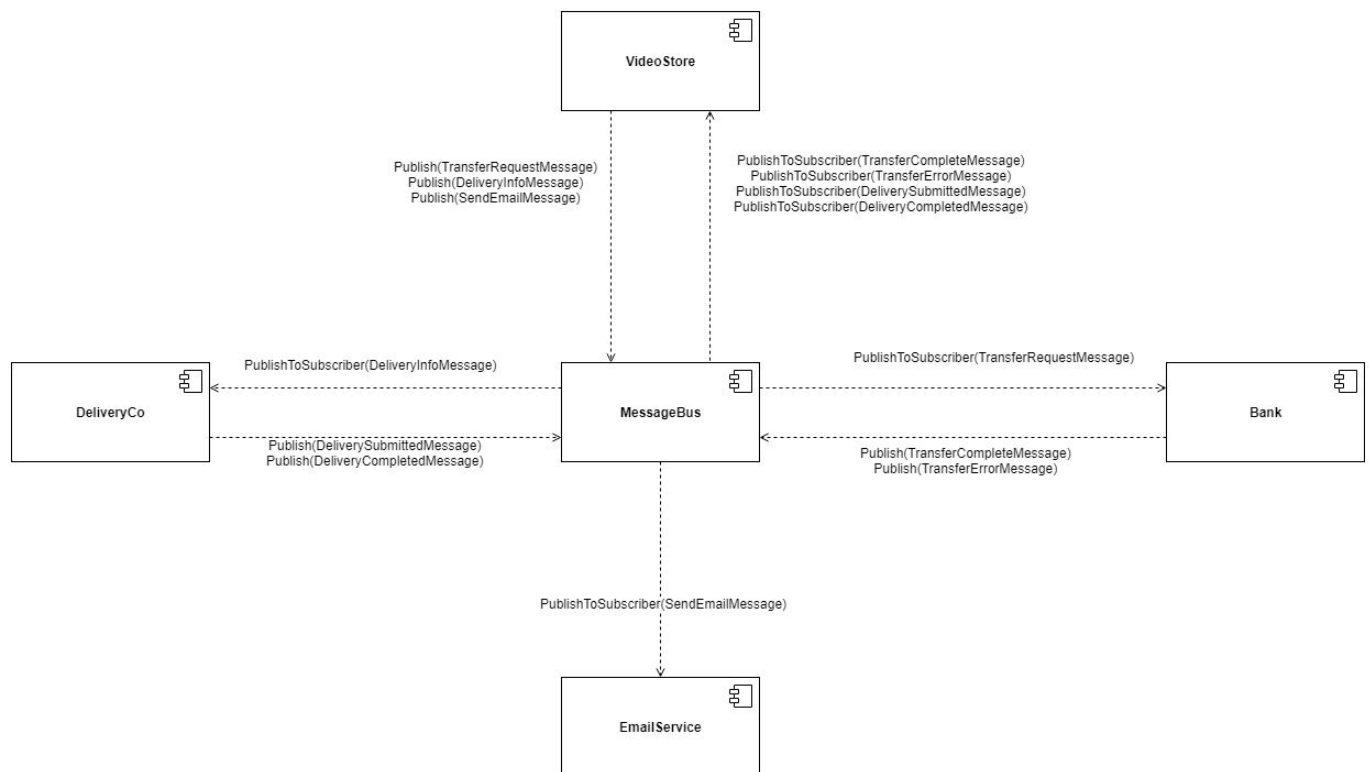 VideoStore
Publish(TransferRequestMessage)
Publish(DeliveryInfoMessage)
Publish(SendEmailMessage)
PublishToSubscriber(TransferCompleteMessage)
PublishToSubscriber(TransferErrorMessage)
PublishToSubscriber(DeliverySubmittedMessage)
PublishToSubscriber(DeliveryCompletedMessage)
PublishToSubscriber(DeliveryInfoMessage)
PublishToSubscriber(TransferRequestMessage)
DeliveryCo
MessageBus
Bank
Publish(DeliverySubmittedMessage)
Publish(DeliveryCompletedMessage)
Publish(TransferCompleteMessage)
Publish(TransferErrorMessage)
PublishToSubscriber(SendEmailMessage)
EmailService